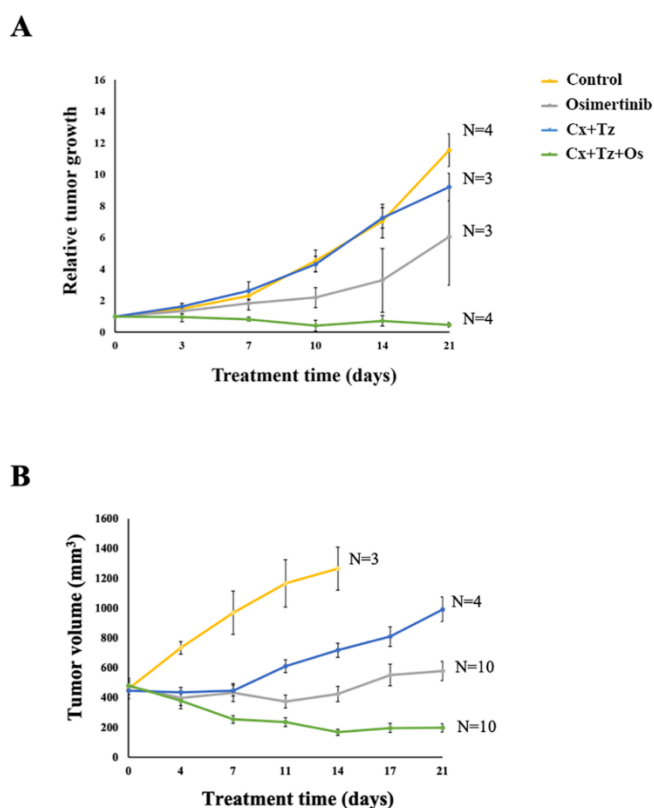 A
16
14
12
10
8
6
4
2
0
Relative tumor growth
0 3 7 10 14 21
Treatment time (days)
N=4
N=3
N=3
N=4
Control
Osimertinib
Cx+Tz
Cx+Tz+Os
B
1600
1400
1200
1000
800
600
400
200
0
Tumor volume (mm³)
0 4 7 11 14 17 21
Treatment time (days)
N=3
N=4
N=10
N=10